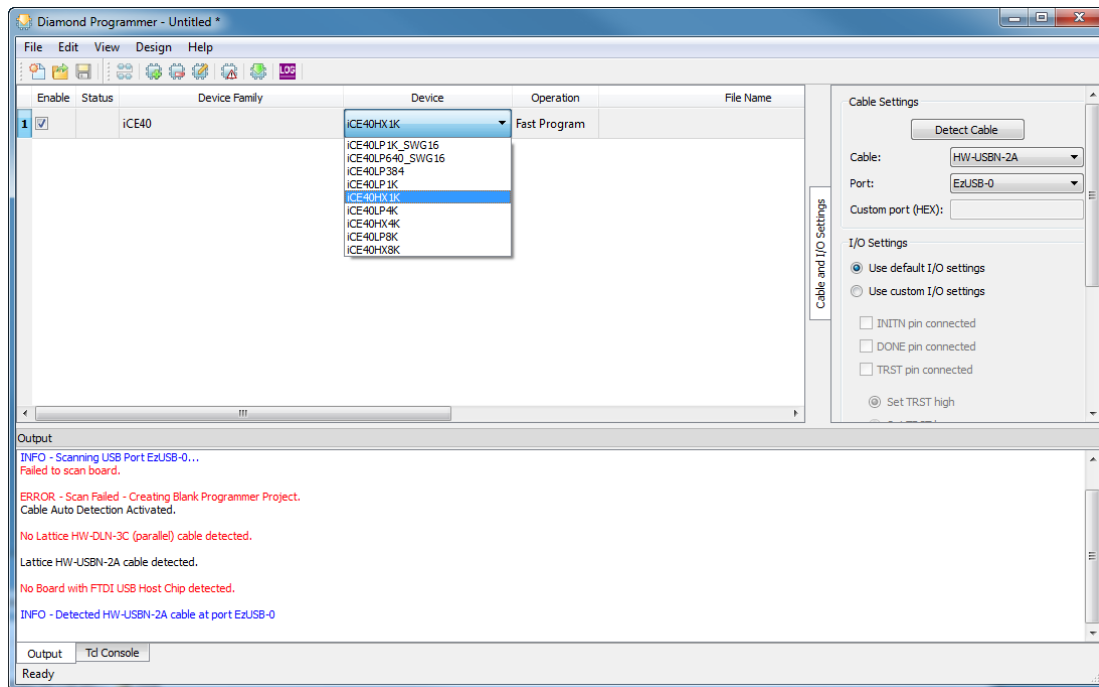 Diamond Programmer - Untitled *
File Edit View Design Help
LOG
Enable Status Device Family Device Operation File Name
1 iCE40 iCE40HX1K Fast Program
iCE40LP1K_SWG16
iCE40LP640_SWG16
iCE40LP384
iCE40LP1K
iCE40HX1K
iCE40LP4K
iCE40HX4K
iCE40LP8K
iCE40HX8K
Cable and I/O Settings
Cable Settings
Detect Cable
Cable: HW-USBN-2A
Port: EzUSB-0
Custom port (HEX):
I/O Settings
Use default I/O settings
Use custom I/O settings
INITN pin connected
DONE pin connected
TRST pin connected
Set TRST high
Output
INFO - Scanning USB Port EzUSB-0...
Failed to scan board.
ERROR - Scan Failed - Creating Blank Programmer Project.
Cable Auto Detection Activated.
No Lattice HW-DLN-3C (parallel) cable detected.
Lattice HW-USBN-2A cable detected.
No Board with FTDI USB Host Chip detected.
INFO - Detected HW-USBN-2A cable at port EzUSB-0
Output Tcl Console
Ready